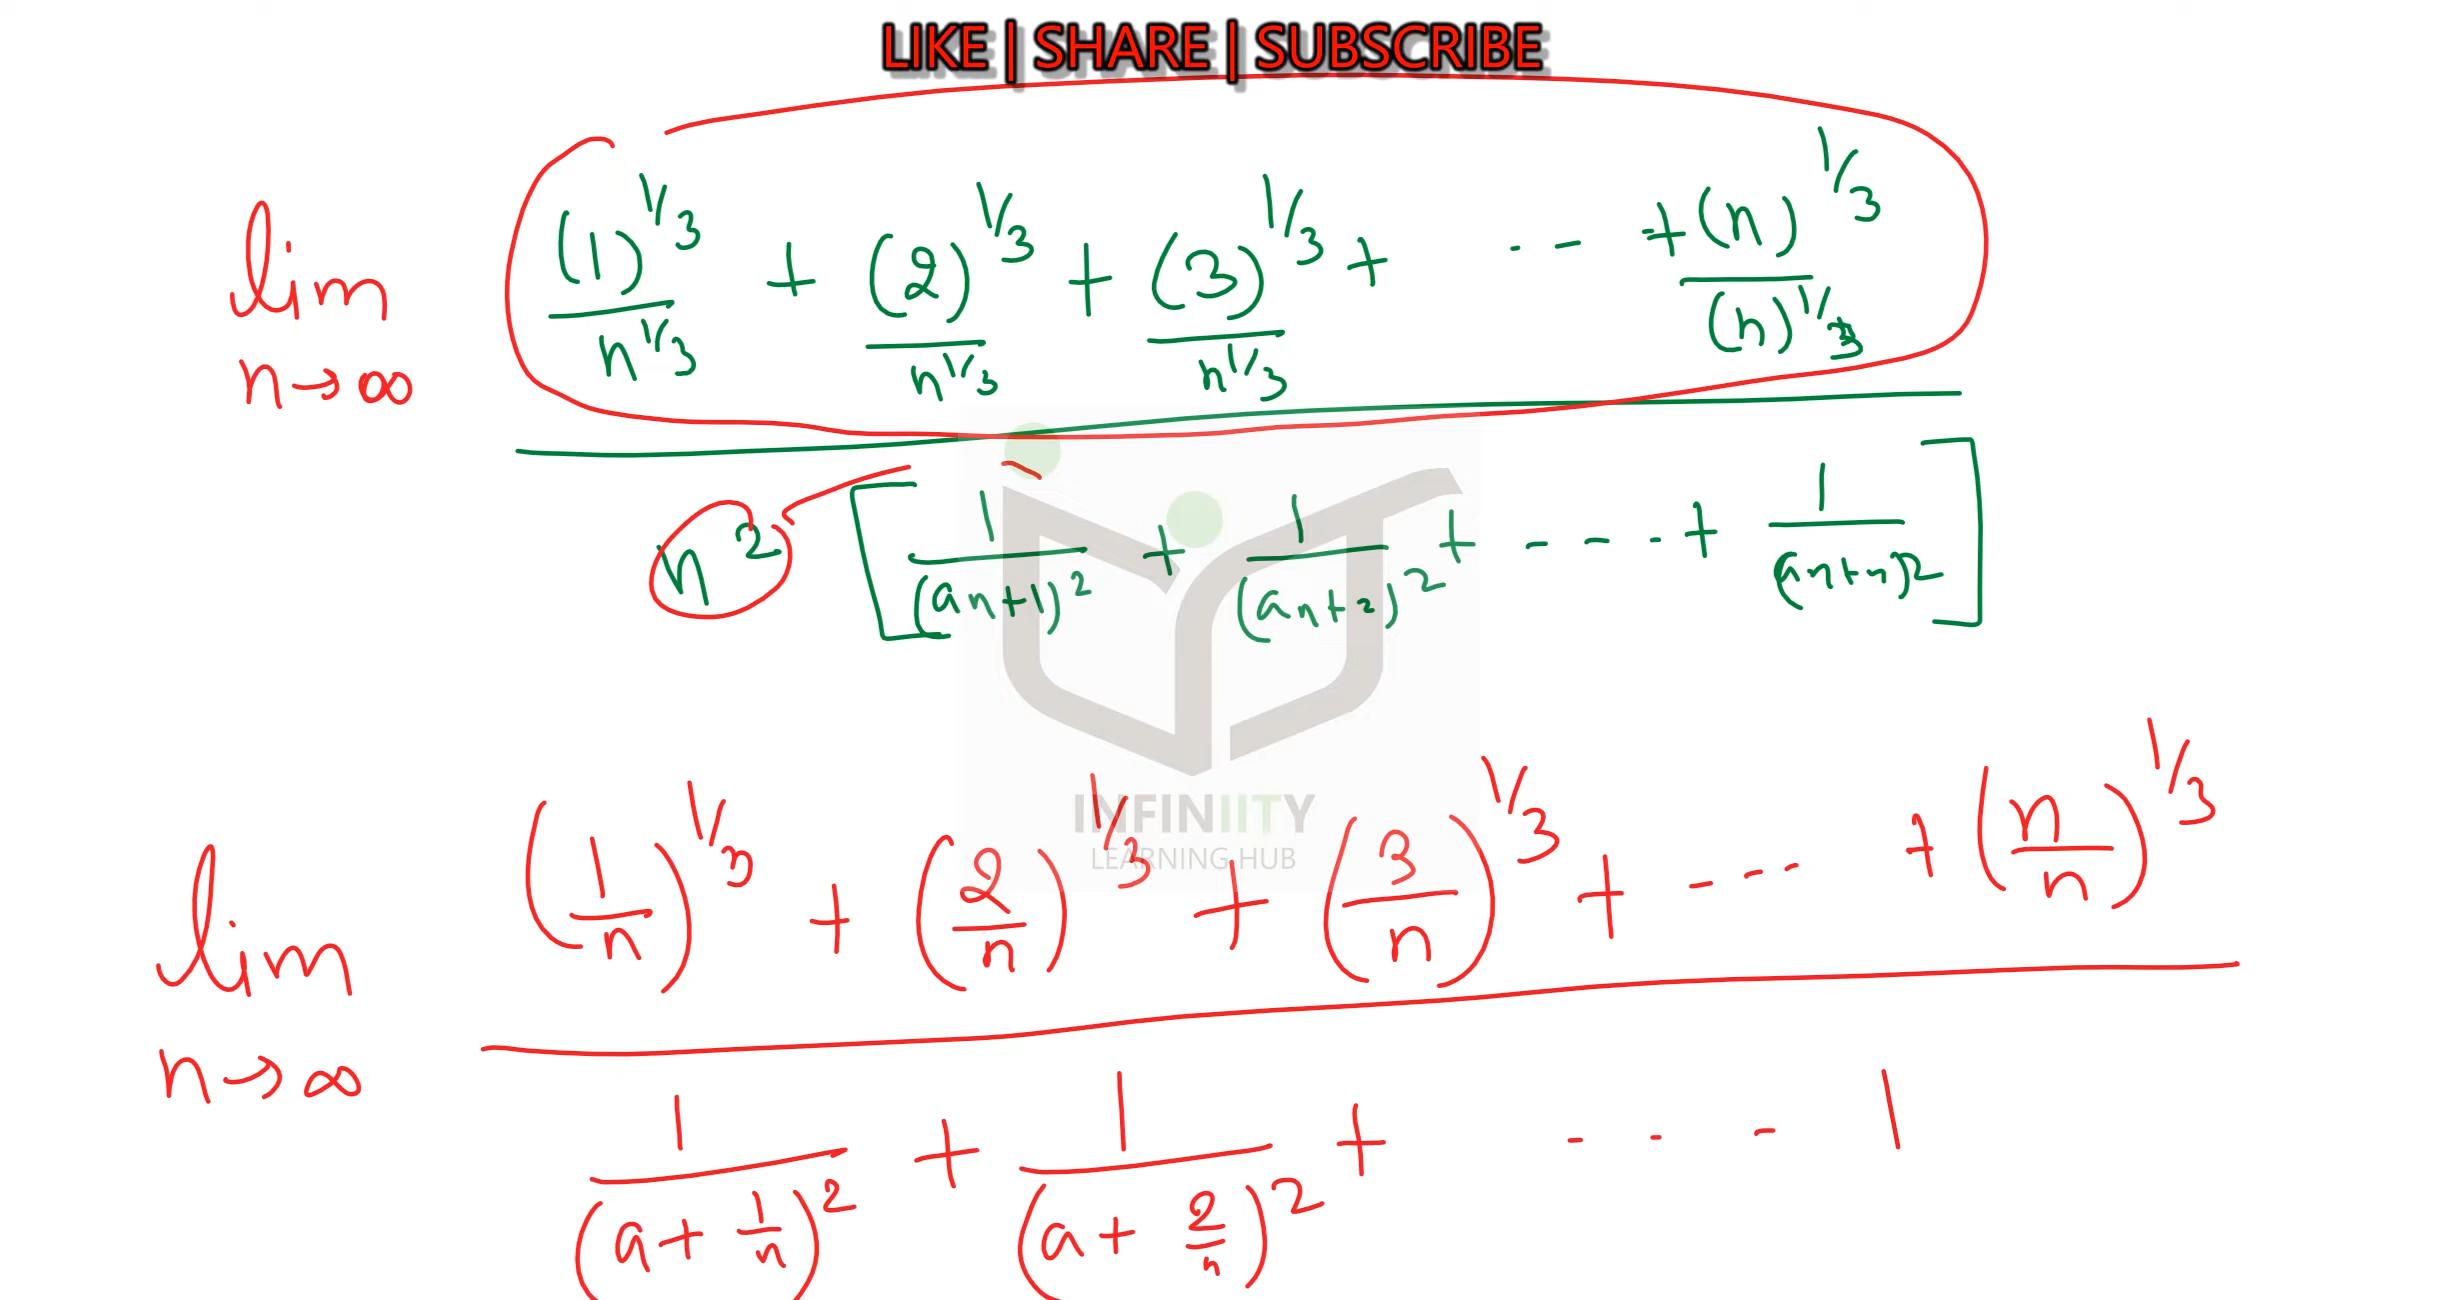 LIKE | SHARE | SUBSCRIBE
lim n→∞ (1)^1/3 / n^1/3 + (2)^1/3 / n^1/3 + (3)^1/3 / n^1/3 + -- + (n)^1/3 / (n)^1/3
n^2 [ 1/(an+1)^2 + 1/(an+2)^2 + ---- + 1/(an+n)^2 ]
INFINIITY
LEARNING HUB
lim n→∞ (1/n)^1/3 + (2/n)^1/3 + (3/n)^1/3 + --- + (n/n)^1/3
1/(a+1/n)^2 + 1/(a+2/n)^2 + - - - 1